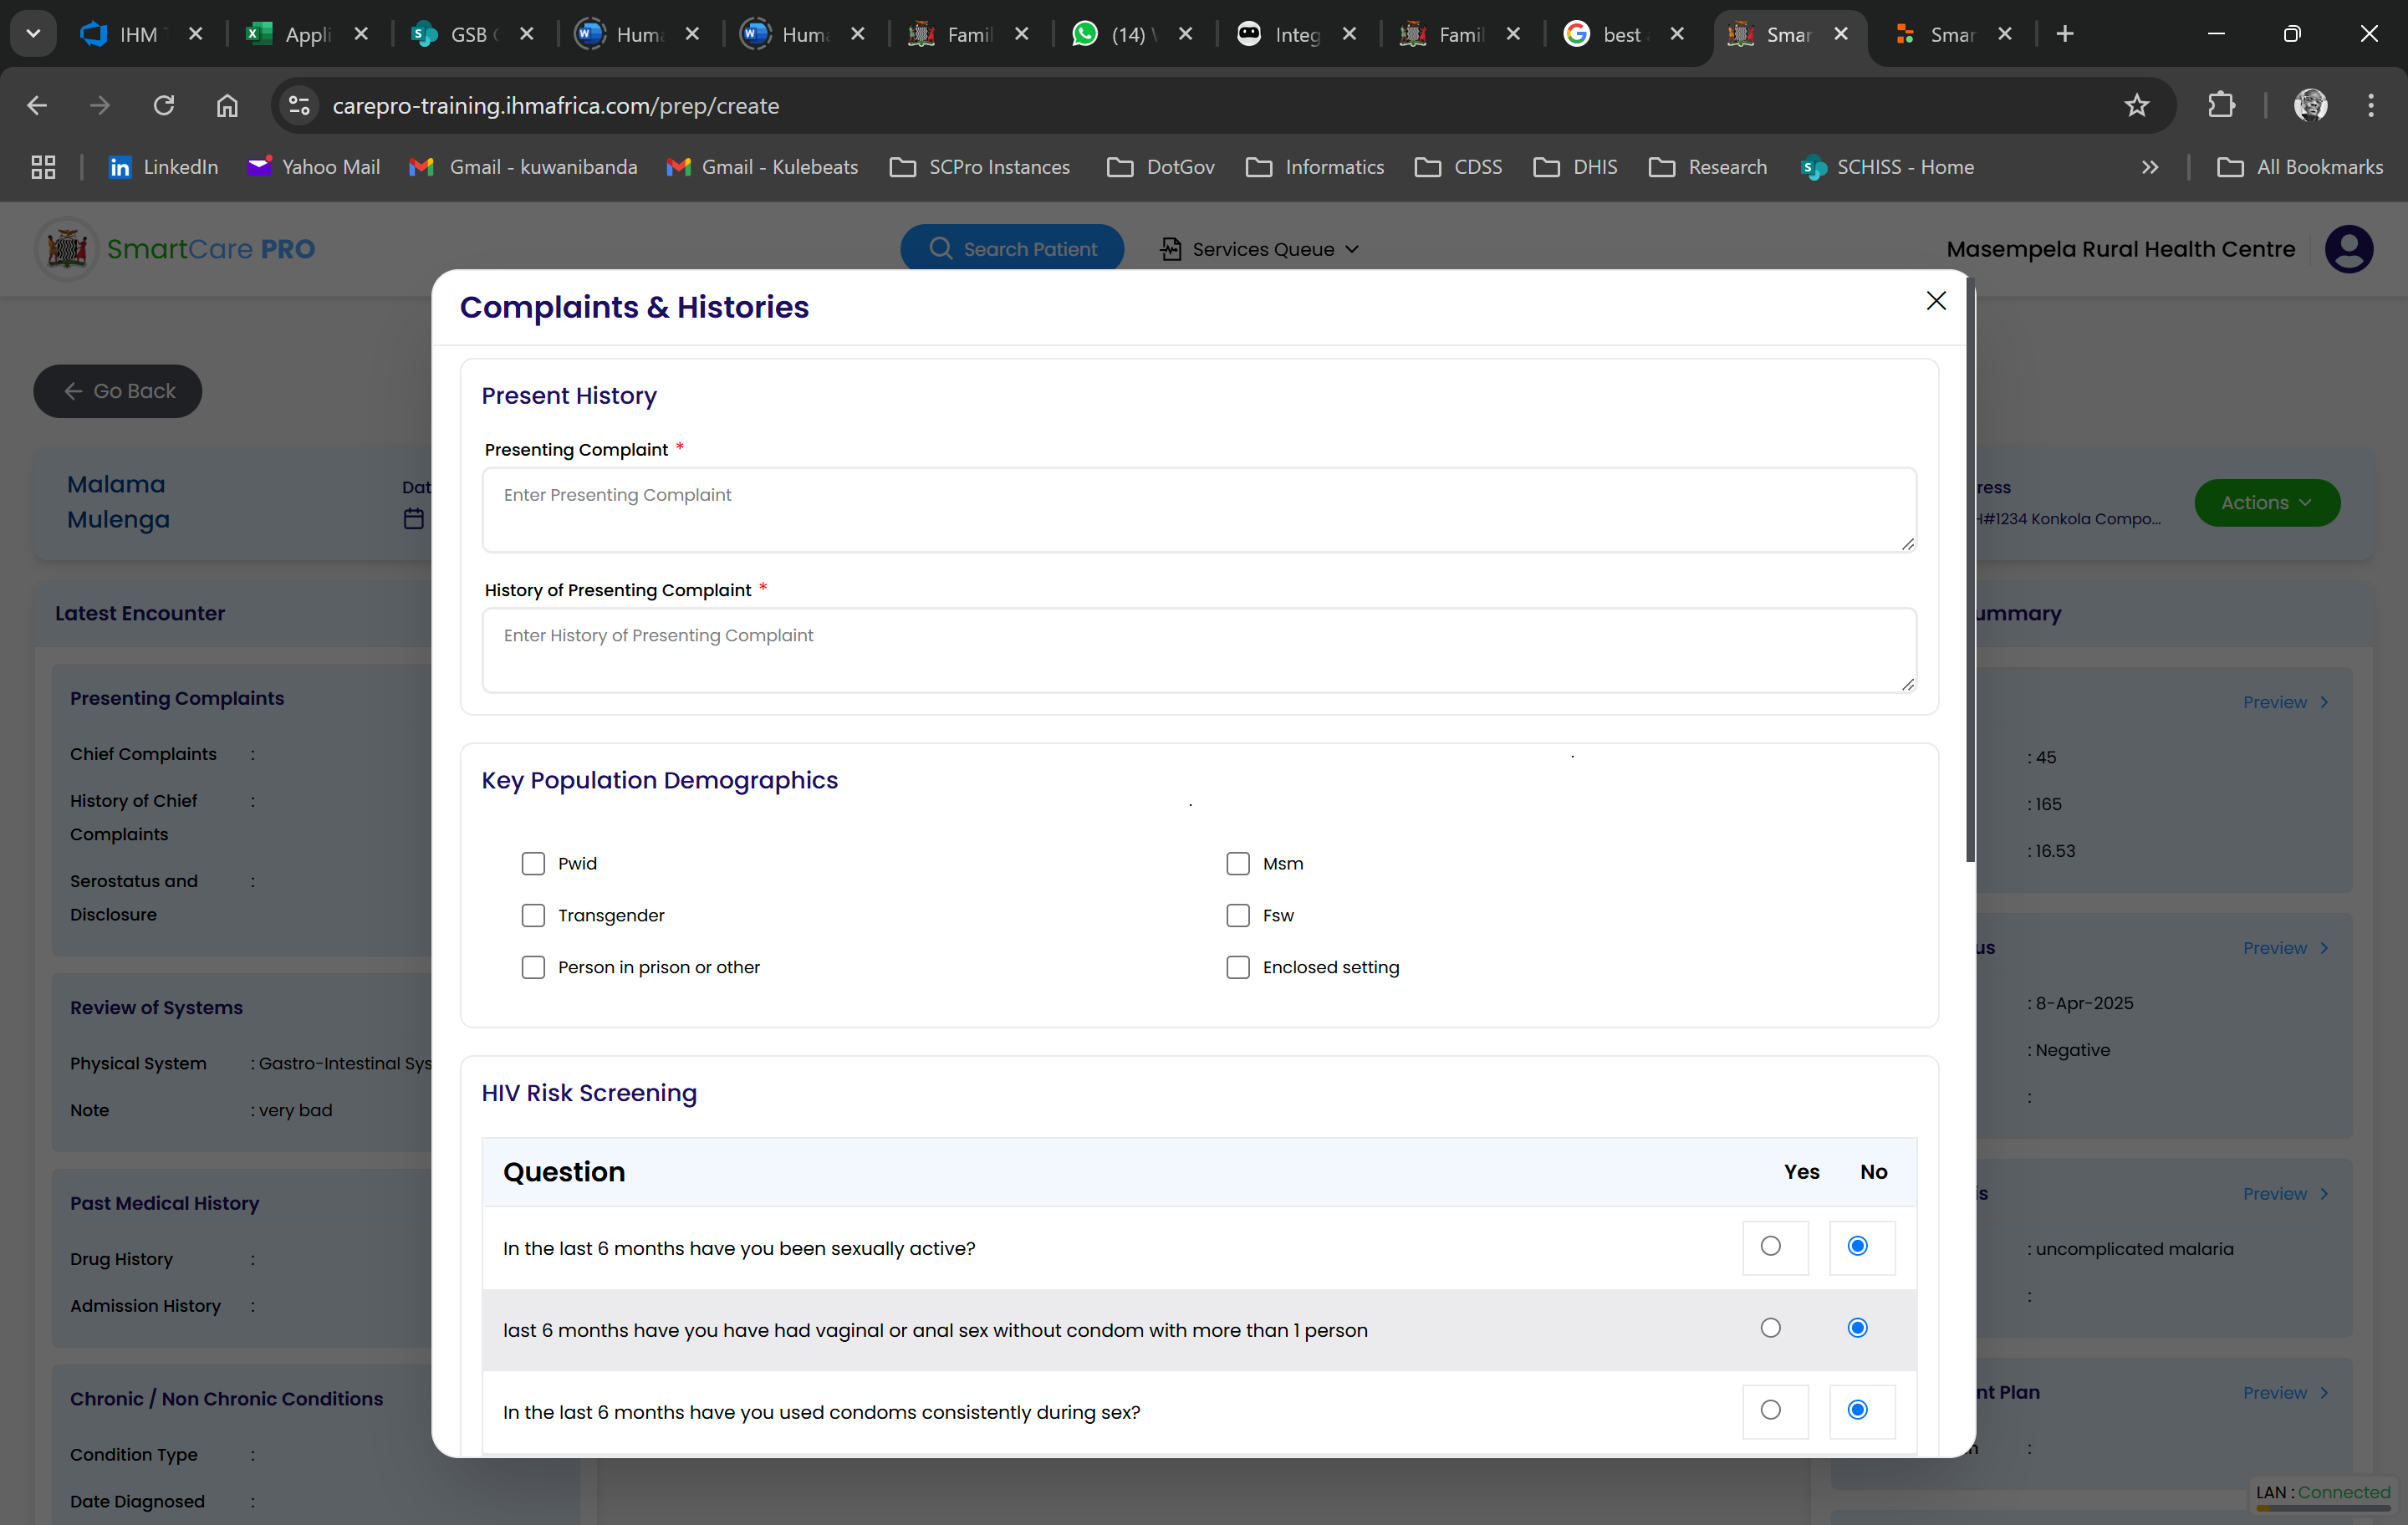 IHM T
Appli
GSB (
Huma
Huma
Famil
(14) W
Integ
Famil
best a
Smar
Smar
carepro-training.ihmafrica.com/prep/create
LinkedIn
Yahoo Mail
Gmail - kuwanibanda
Gmail - Kulebeats
SCPro Instances
DotGov
Informatics
CDSS
DHIS
Research
SCHISS - Home
All Bookmarks
SmartCare PRO
Search Patient
Services Queue
Masempela Rural Health Centre
Go Back
Malama
Mulenga
Dat
ress
H#1234 Konkola Compo...
Actions
Latest Encounter
Presenting Complaints
Chief Complaints :
History of Chief :
Complaints
Serostatus and :
Disclosure
Review of Systems
Physical System : Gastro-Intestinal Sys
Note : very bad
Past Medical History
Drug History :
Admission History :
Chronic / Non Chronic Conditions
Condition Type :
Date Diagnosed :
Complaints & Histories
Present History
Presenting Complaint *
Enter Presenting Complaint
History of Presenting Complaint *
Enter History of Presenting Complaint
Key Population Demographics
Pwid
Msm
Transgender
Fsw
Person in prison or other
Enclosed setting
HIV Risk Screening
Question Yes No
In the last 6 months have you been sexually active?
last 6 months have you have had vaginal or anal sex without condom with more than 1 person
In the last 6 months have you used condoms consistently during sex?
ummary
Preview
: 45
: 165
: 16.53
us
Preview
: 8-Apr-2025
: Negative
:
is
Preview
: uncomplicated malaria
:
nt Plan
Preview
n :
LAN : Connected